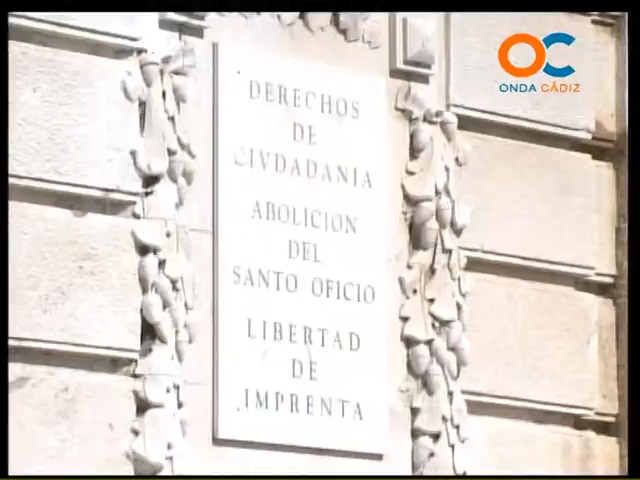 OC
ONDA CÁDIZ
DERECHOS
DE
CIVDADANIA
ABOLICION
DEL
SANTO OFICIO
LIBERTAD
DE
IMPRENTA